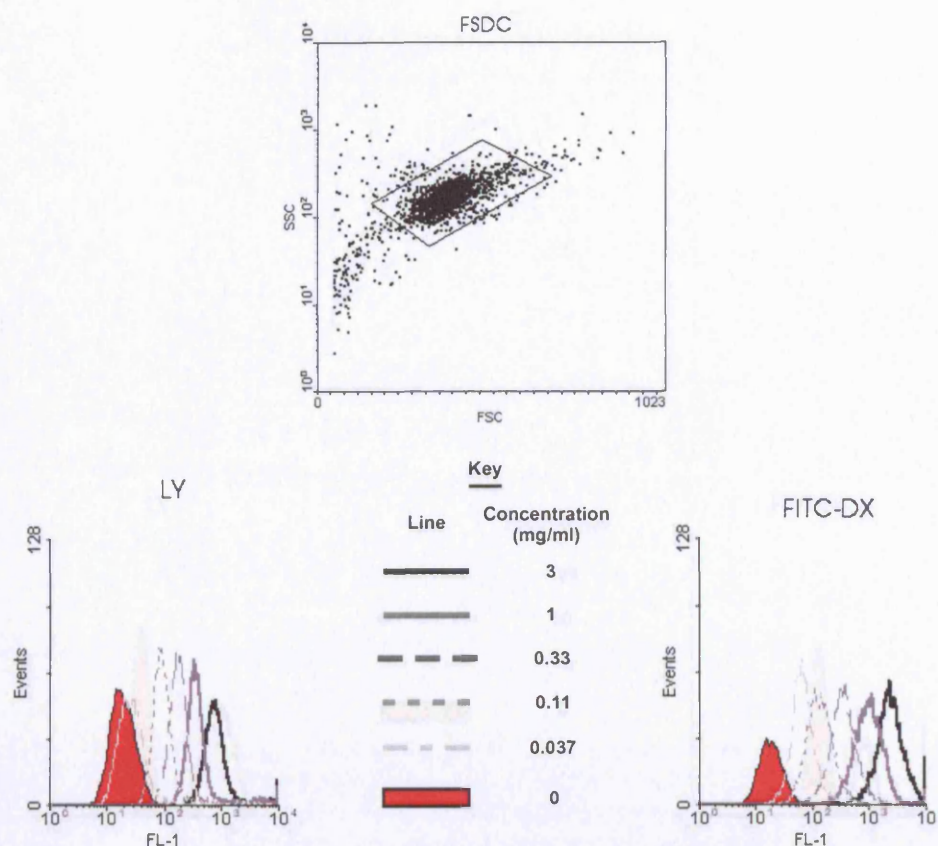 FSDC
10⁴
10³
SSC
10²
10¹
10⁰
0
1023
FSC
Key
LY
Line
Concentration
(mg/ml)
FITC-DX
128
128
3
1
0.33
Events
Events
0.11
0.037
0
0
0
10⁰
10¹
10²
10³
10⁴
FL-1
10⁰
10¹
10²
10³
FL-1